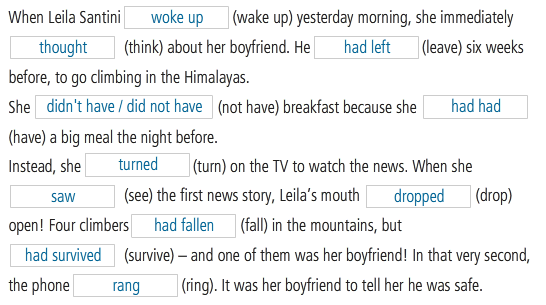 When Leila Santini woke up (wake up) yesterday morning, she immediately
thought (think) about her boyfriend. He had left (leave) six weeks
before, to go climbing in the Himalayas.
She didn't have / did not have (not have) breakfast because she had had
(have) a big meal the night before.
Instead, she turned (turn) on the TV to watch the news. When she
saw (see) the first news story, Leila's mouth dropped (drop)
open! Four climbers had fallen (fall) in the mountains, but
had survived (survive) – and one of them was her boyfriend! In that very second,
the phone rang (ring). It was her boyfriend to tell her he was safe.